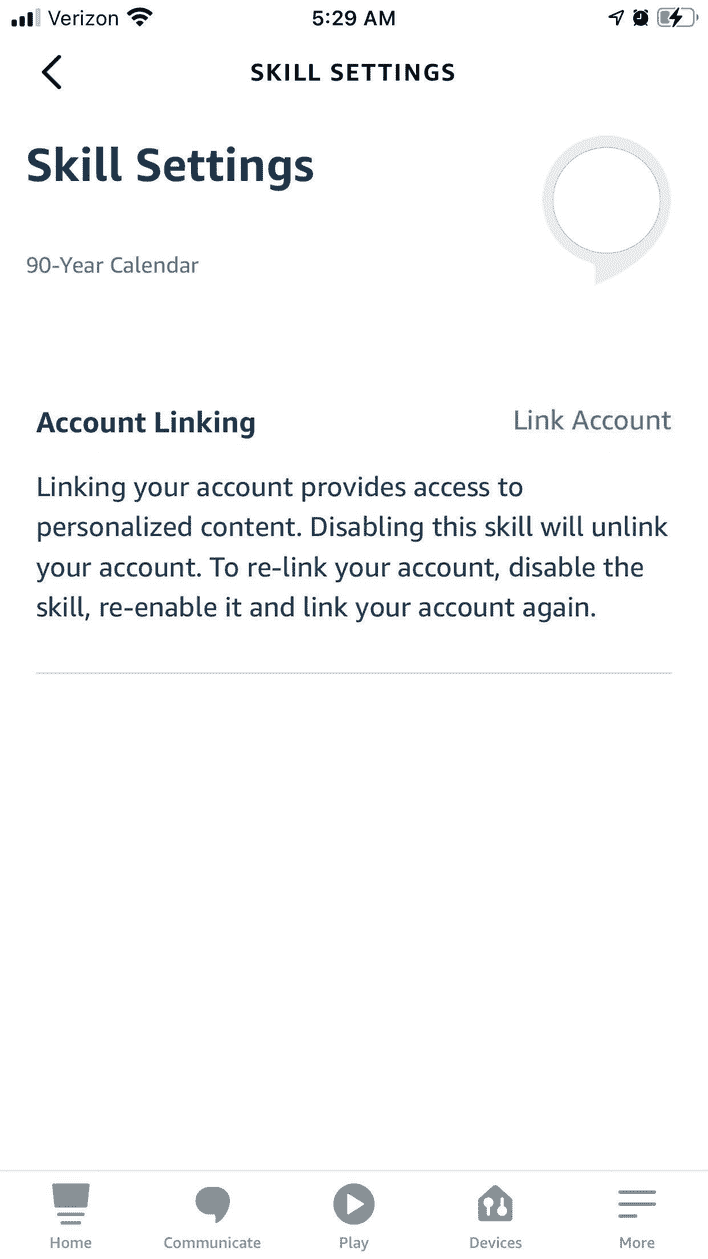 Verizon 5:29 AM
SKILL SETTINGS
Skill Settings
90-Year Calendar
Account Linking Link Account
Linking your account provides access to
personalized content. Disabling this skill will unlink
your account. To re-link your account, disable the
skill, re-enable it and link your account again.
Home Communicate Play Devices More